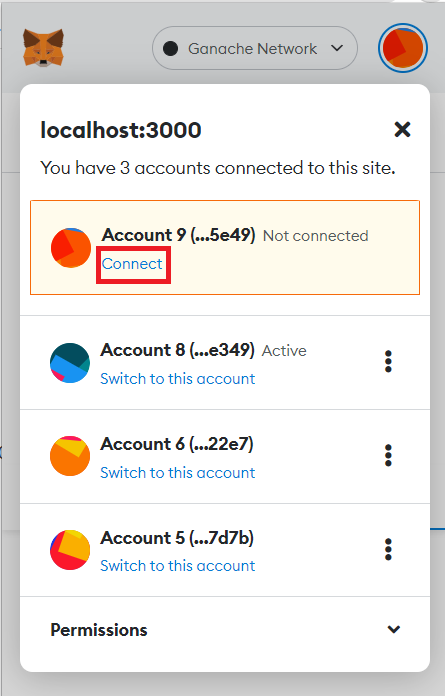 Ganache Network
localhost:3000
You have 3 accounts connected to this site.
Account 9 (...5e49) Not connected
Connect
Account 8 (...e349) Active
Switch to this account
Account 6 (...22e7)
Switch to this account
Account 5 (...7d7b)
Switch to this account
Permissions